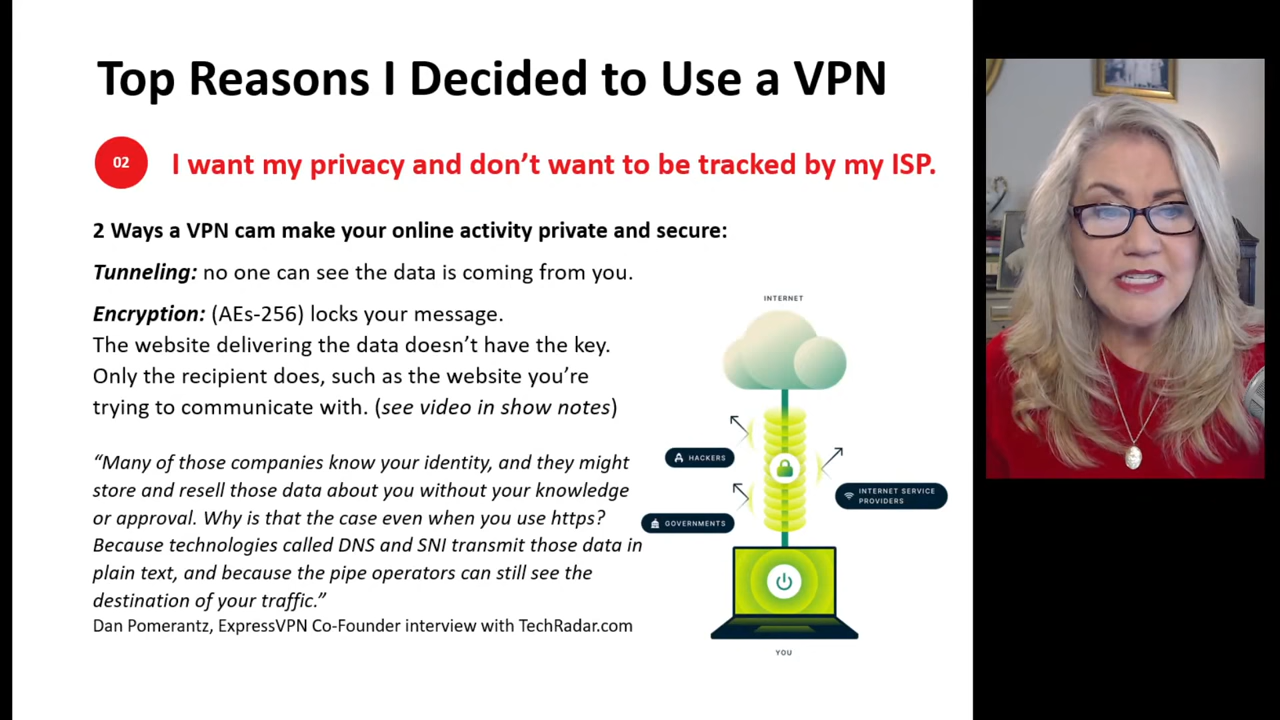 Top Reasons I Decided to Use a VPN
02
I want my privacy and don't want to be tracked by my ISP.
2 Ways a VPN cam make your online activity private and secure:
Tunneling: no one can see the data is coming from you.
Encryption: (AEs-256) locks your message.
The website delivering the data doesn't have the key.
Only the recipient does, such as the website you're
trying to communicate with. (see video in show notes)
“Many of those companies know your identity, and they might
store and resell those data about you without your knowledge
or approval. Why is that the case even when you use https?
Because technologies called DNS and SNI transmit those data in
plain text, and because the pipe operators can still see the
destination of your traffic.”
Dan Pomerantz, ExpressVPN Co-Founder interview with TechRadar.com
INTERNET
HACKERS
INTERNET SERVICE
PROVIDERS
GOVERNMENTS
YOU